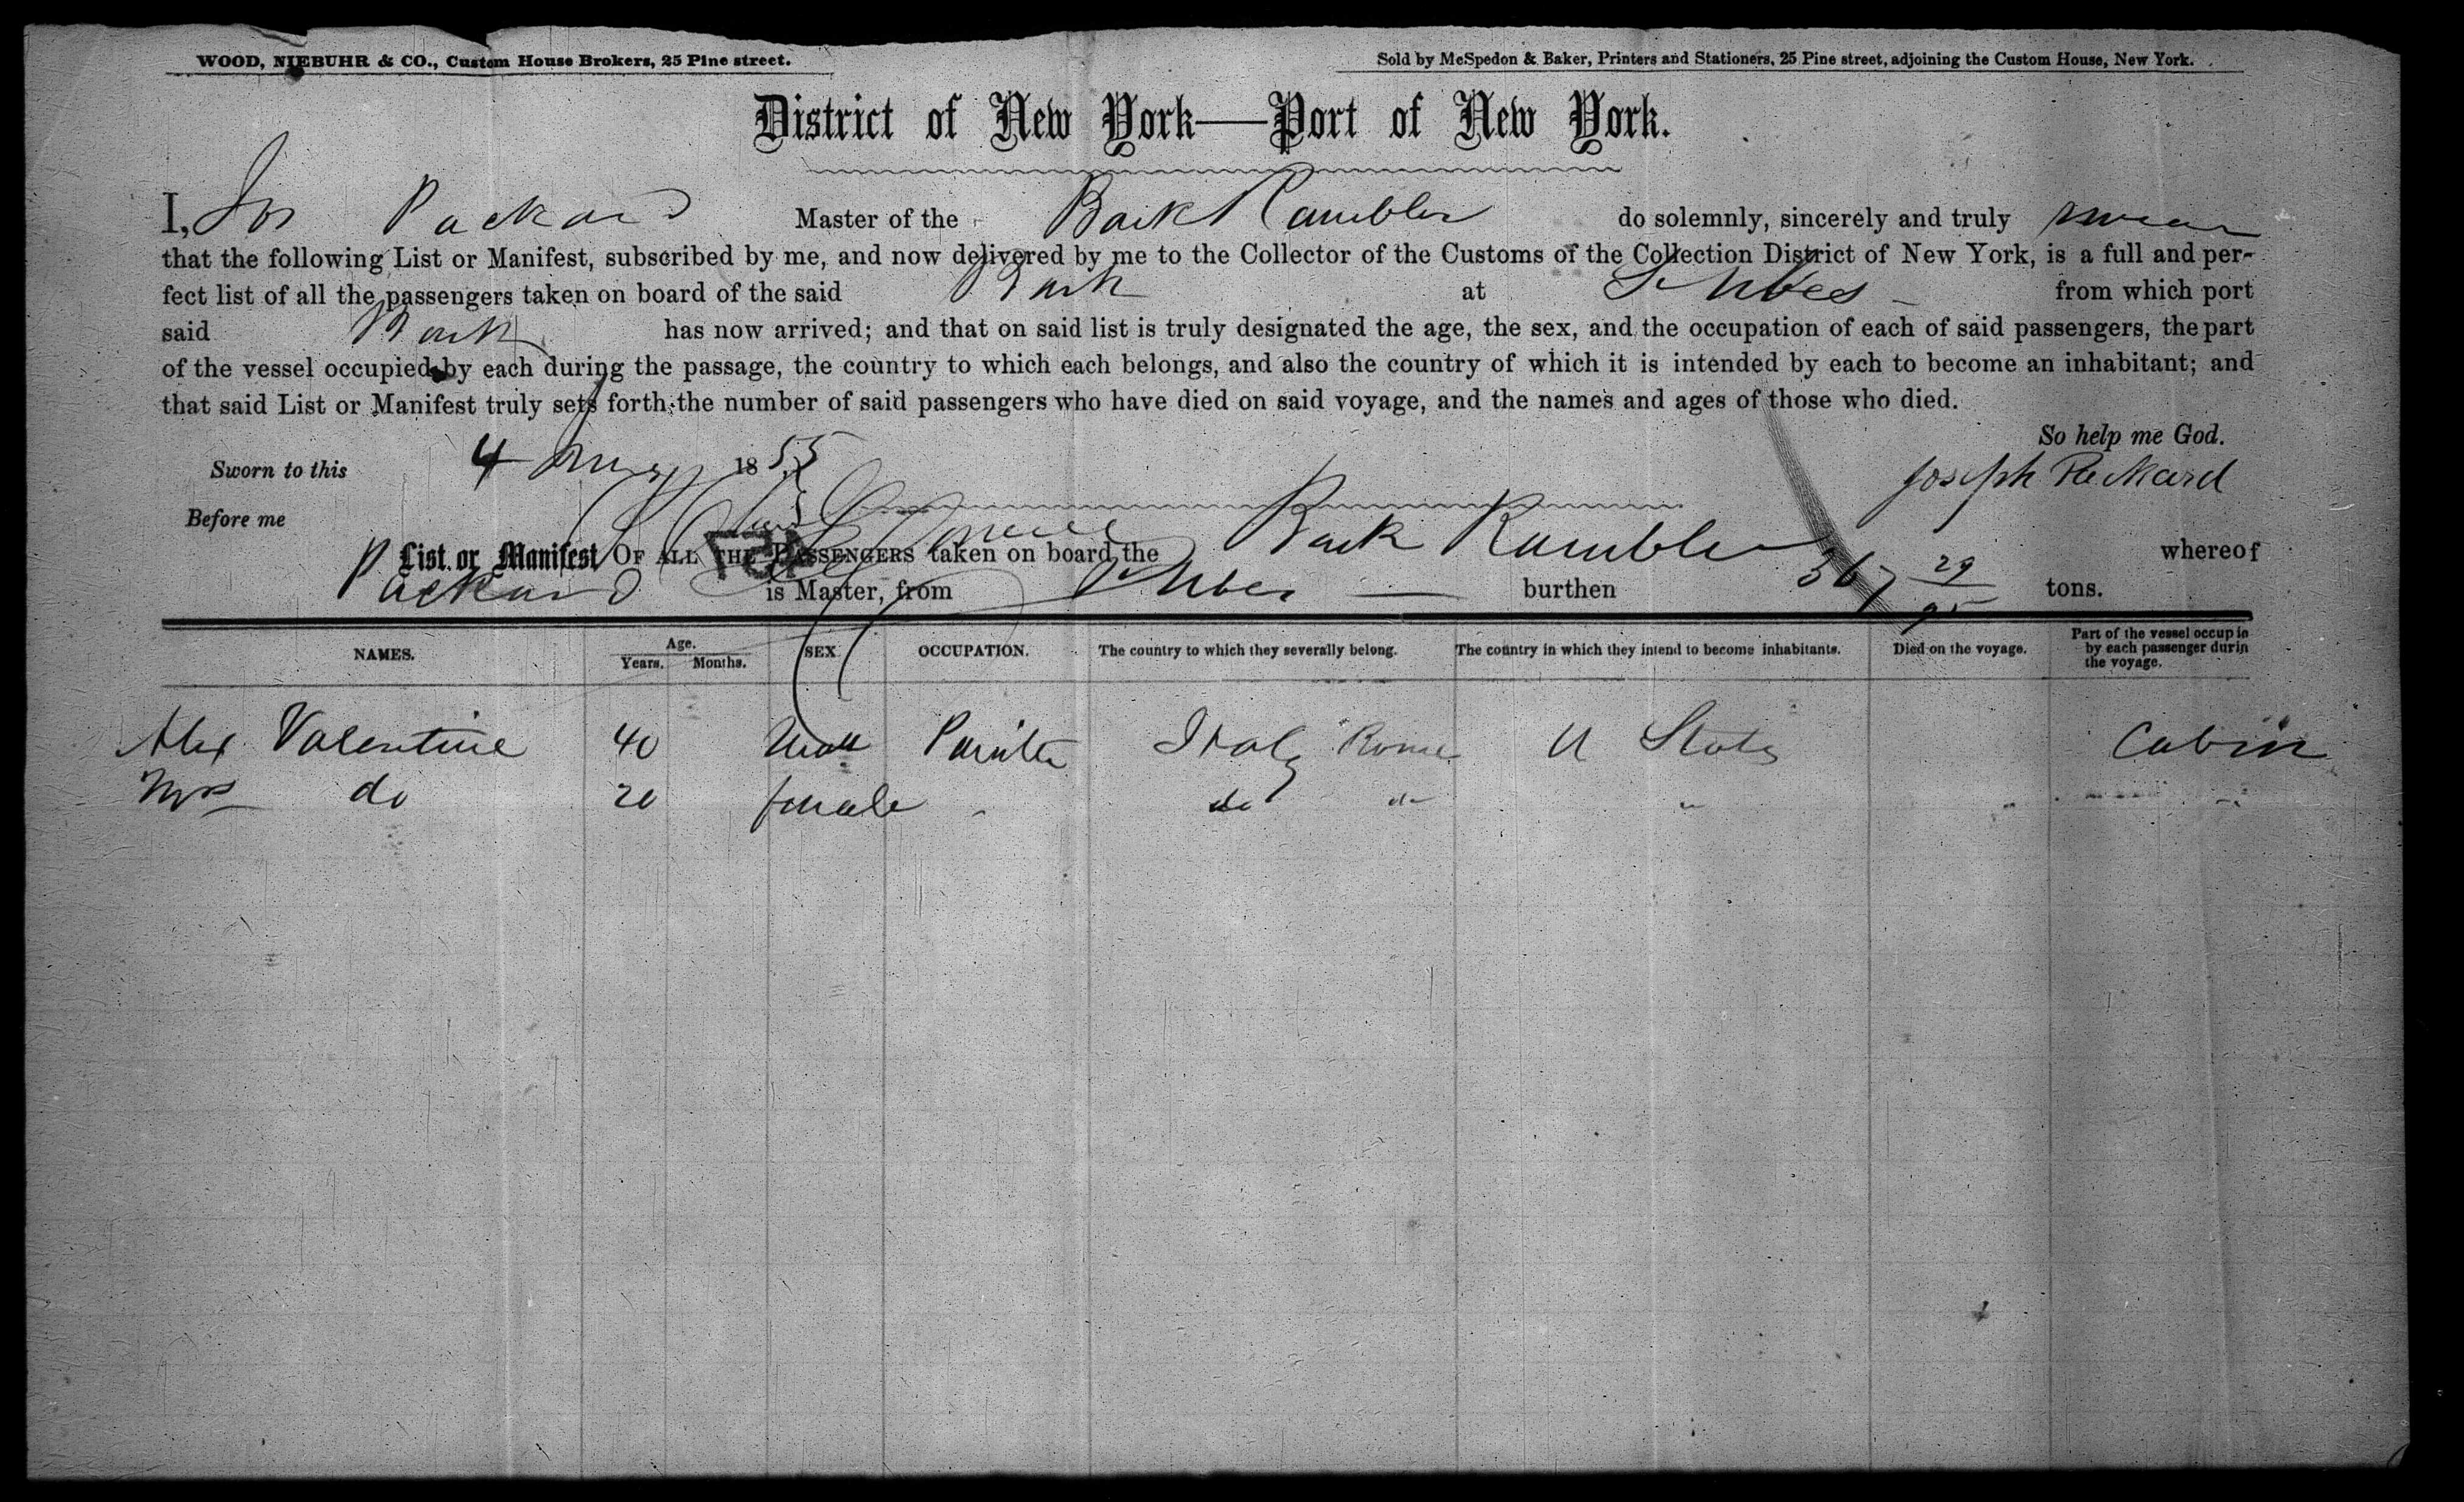 WOOD, NIEBUHR & CO., Custom House Brokers, 25 Pine street.
Sold by McSpedon & Baker, Printers and Stationers, 25 Pine street, adjoining the Custom House, New York.
District of New York—Port of New York.
I, Jos Packard Master of the Bark Rambler do solemnly, sincerely and truly swear
that the following List or Manifest, subscribed by me, and now delivered by me to the Collector of the Customs of the Collection District of New York, is a full and per-
fect list of all the passengers taken on board of the said Bark at St Ubes from which port
said Bark has now arrived; and that on said list is truly designated the age, the sex, and the occupation of each of said passengers, the part
of the vessel occupied by each during the passage, the country to which each belongs, and also the country of which it is intended by each to become an inhabitant; and
that said List or Manifest truly sets forth the number of said passengers who have died on said voyage, and the names and ages of those who died.
So help me God.
Sworn to this 4 May 1855
Joseph Packard
Before me
List or Manifest OF ALL THE PASSENGERS taken on board the Bark Rambler whereof
Packard is Master, from St Ubes burthen 367 29/95 tons.
457
NAMES. Age. Years. Months. SEX. OCCUPATION. The country to which they severally belong. The country in which they intend to become inhabitants. Died on the voyage. Part of the vessel occup in by each passenger durin the voyage.
Alex Valentine 40 Male Painter Italy Rome U States Cabin
Mrs do 20 female " do do " " "